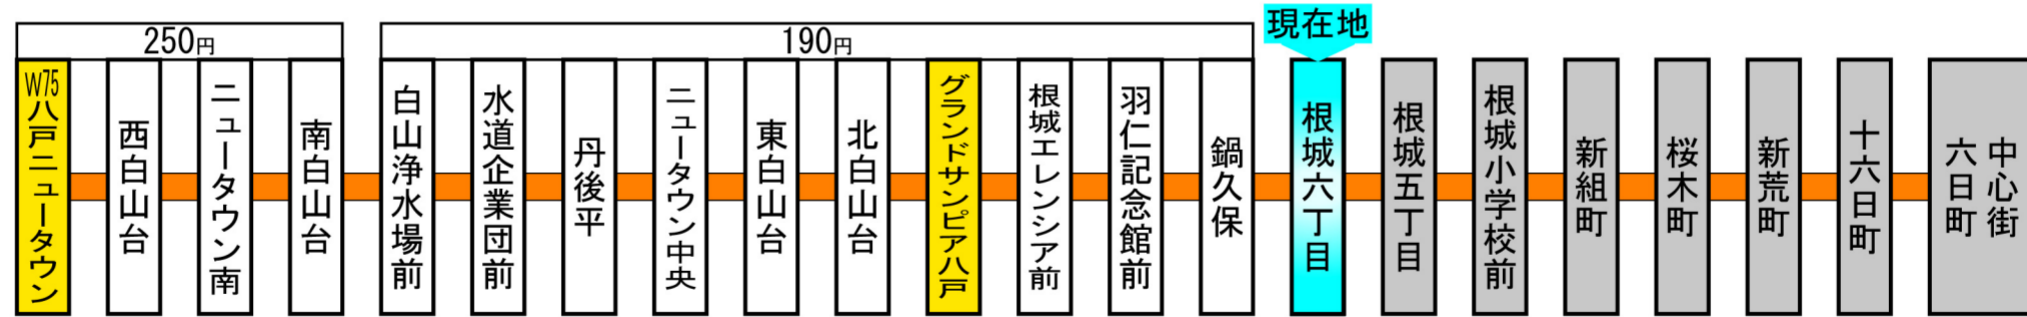 250円
190円
現在地
W75
八戸ニュータウン
西白山台
ニュータウン南
南白山台
白山浄水場前
水道企業団前
丹後平
ニュータウン中央
東白山台
北白山台
グランドサンピア八戸
根城エレンシア前
羽仁記念館前
鍋久保
根城六丁目
根城五丁目
根城小学校前
新組町
桜木町
新荒町
十六日町
中心街
六日町